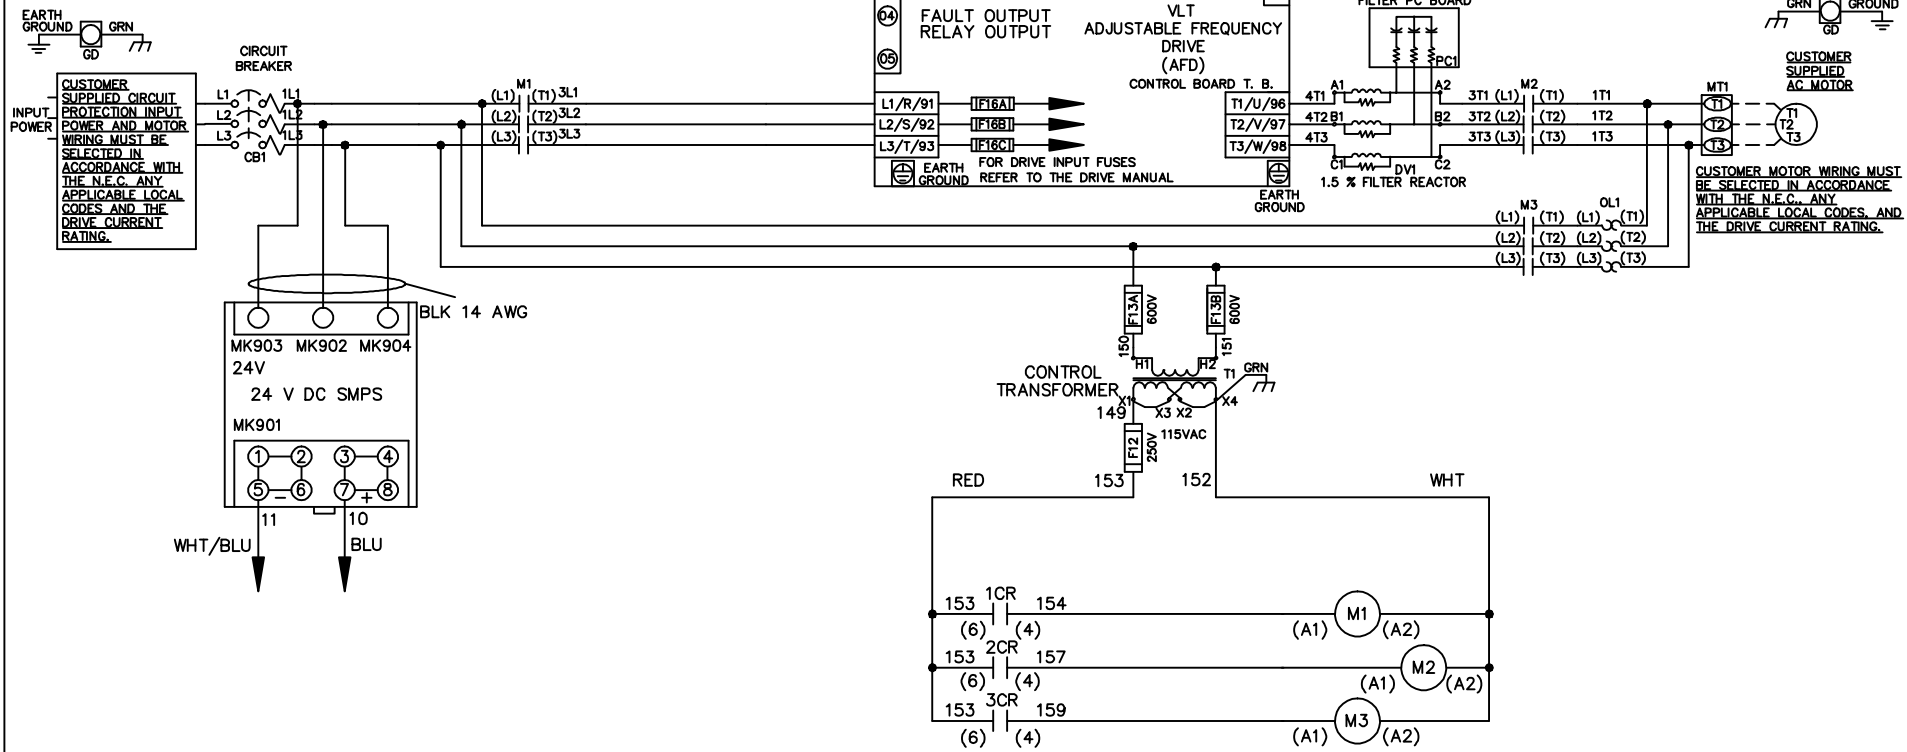 EARTH
GROUND
GRN
GD
CIRCUIT
BREAKER
INPUT
POWER
CUSTOMER
SUPPLIED CIRCUIT
PROTECTION INPUT
POWER AND MOTOR
WIRING MUST BE
SELECTED IN
ACCORDANCE WITH
THE N.E.C. ANY
APPLICABLE LOCAL
CODES AND THE
DRIVE CURRENT
RATING.
L1 1L1
L2 1L2
L3 1L3
CB1
M1
(L1) (T1) 3L1
(L2) (T2) 3L2
(L3) (T3) 3L3
04
05
FAULT OUTPUT
RELAY OUTPUT
VLT
ADJUSTABLE FREQUENCY
DRIVE
(AFD)
CONTROL BOARD T. B.
L1/R/91 F16A
L2/S/92 F16B
L3/T/93 F16C
T1/U/96
T2/V/97
T3/W/98
EARTH
GROUND
FOR DRIVE INPUT FUSES
REFER TO THE DRIVE MANUAL
EARTH
GROUND
FILTER PC BOARD
PC1
4T1 A1 A2
4T2 B1 B2
4T3 C1 C2
DV1
1.5 % FILTER REACTOR
M2
3T1 (L1) (T1) 1T1
3T2 (L2) (T2) 1T2
3T3 (L3) (T3) 1T3
MT1
T1
T2
T3
T1
T2
T3
GRN
GROUND
GD
CUSTOMER
SUPPLIED
AC MOTOR
CUSTOMER MOTOR WIRING MUST
BE SELECTED IN ACCORDANCE
WITH THE N.E.C., ANY
APPLICABLE LOCAL CODES, AND
THE DRIVE CURRENT RATING.
M3 OL1
(L1) (T1) (L1) (T1)
(L2) (T2) (L2) (T2)
(L3) (T3) (L3) (T3)
BLK 14 AWG
MK903 MK902 MK904
24V
24 V DC SMPS
MK901
1 2 3 4
5 - 6 7 + 8
11 10
WHT/BLU BLU
F13A
600V
F13B
600V
150
151
H1 H2
CONTROL
TRANSFORMER
T1
GRN
X1 X3 X2 X4
149
115VAC
F12
250V
RED 153 152 WHT
153 1CR 154
(6) (4)
M1
(A1) (A2)
153 2CR 157
(6) (4)
M2
(A1) (A2)
153 3CR 159
(6) (4)
M3
(A1) (A2)